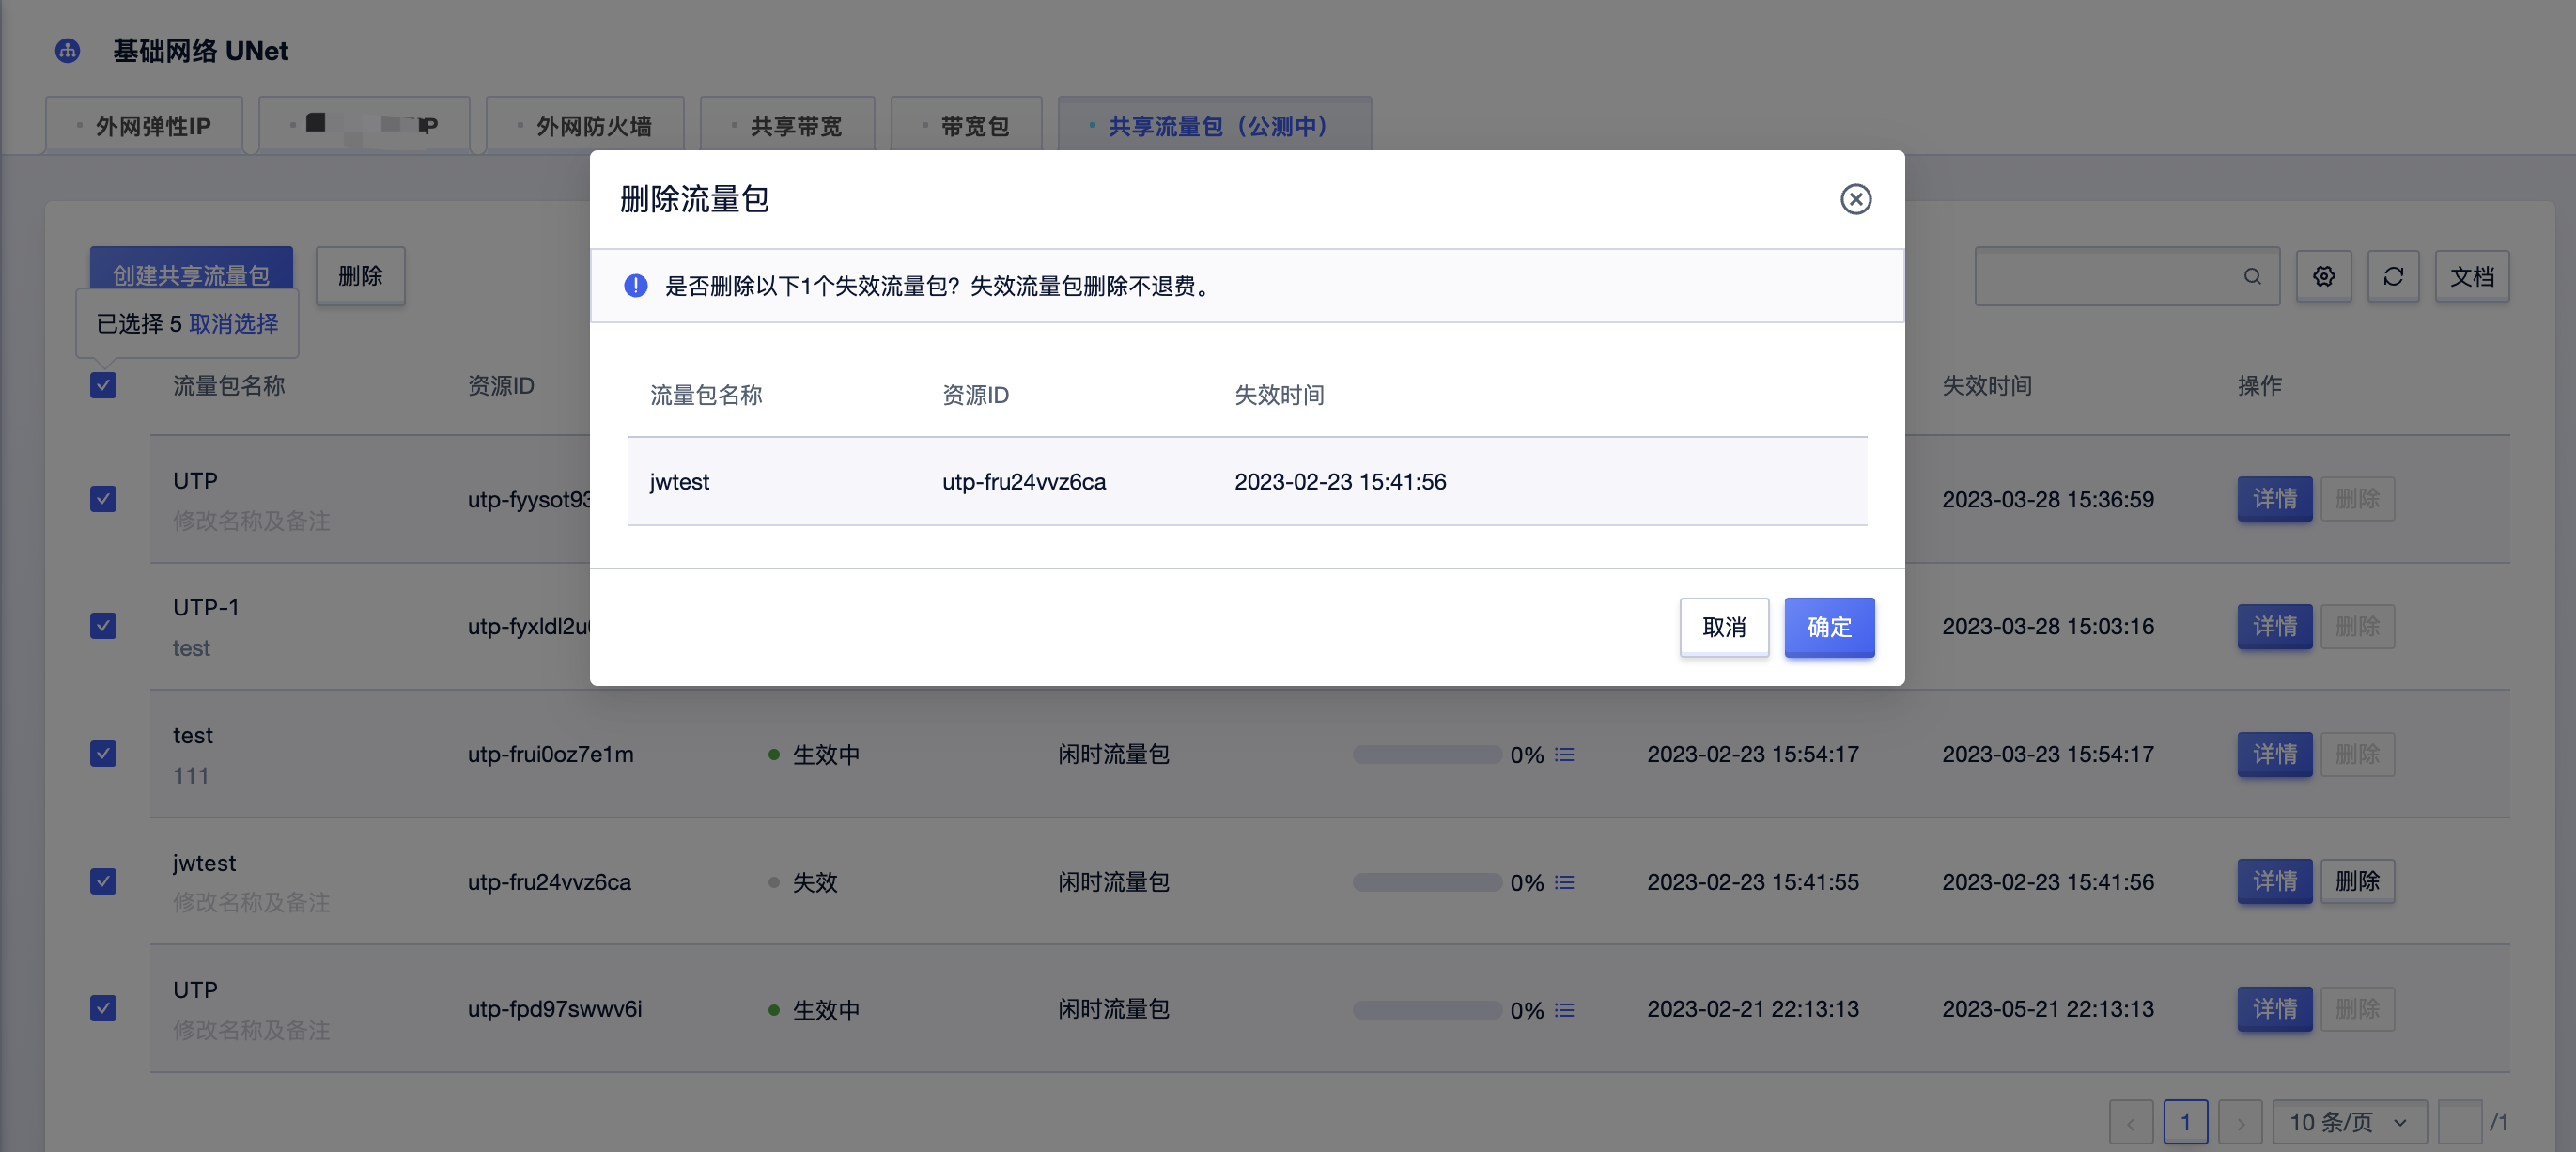 基础网络 UNet
外网弹性IP
P
外网防火墙
共享带宽
带宽包
共享流量包（公测中）
创建共享流量包
删除
文档
已选择 5 取消选择
删除流量包
是否删除以下1个失效流量包？失效流量包删除不退费。
流量包名称 资源ID 失效时间
jwtest utp-fru24vvz6ca 2023-02-23 15:41:56
取消 确定
流量包名称 资源ID 失效时间 操作
UTP
修改名称及备注
utp-fyysot93 2023-03-28 15:36:59 详情 删除
UTP-1
test
utp-fyxldl2u 2023-03-28 15:03:16 详情 删除
test
111
utp-frui0oz7e1m 生效中 闲时流量包 0% 2023-02-23 15:54:17 2023-03-23 15:54:17 详情 删除
jwtest
修改名称及备注
utp-fru24vvz6ca 失效 闲时流量包 0% 2023-02-23 15:41:55 2023-02-23 15:41:56 详情 删除
UTP
修改名称及备注
utp-fpd97swwv6i 生效中 闲时流量包 0% 2023-02-21 22:13:13 2023-05-21 22:13:13 详情 删除
1 10 条/页 /1